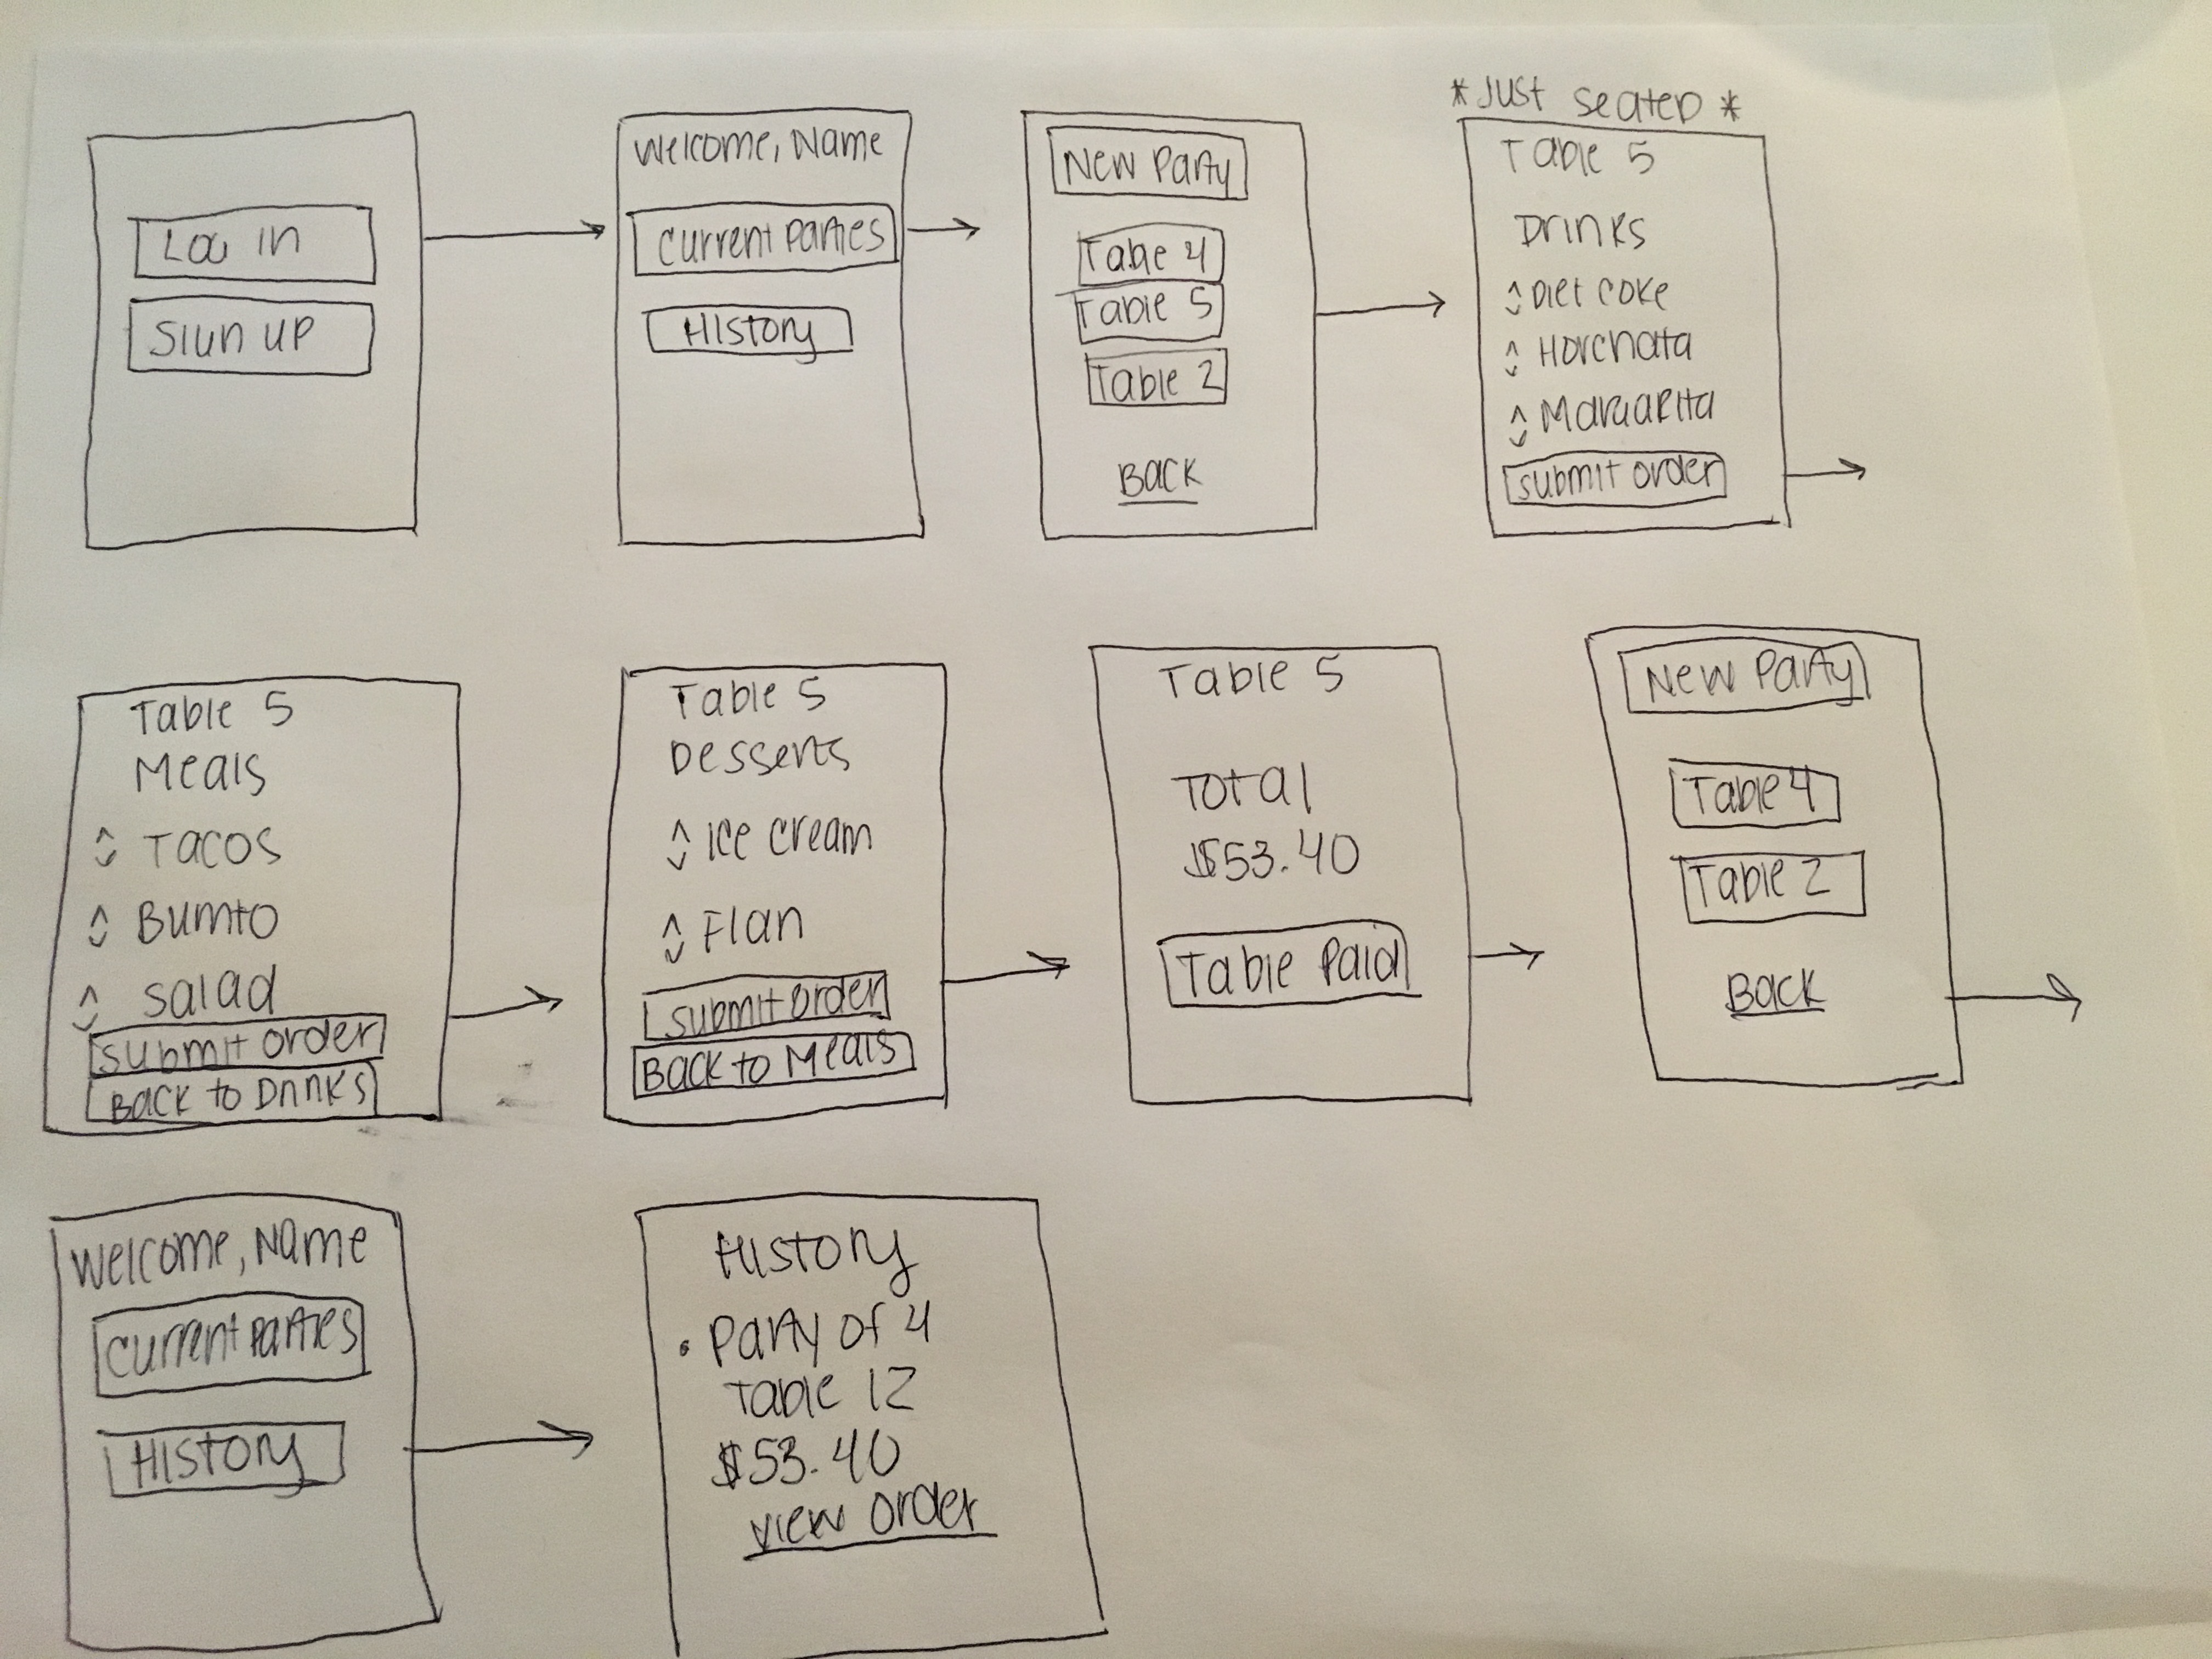 Log in
Sign up
Welcome, Name
Current Parties
History
New Party
Table 4
Table 5
Table 2
Back
*Just seated*
Table 5
Drinks
Diet Coke
Horchata
Margarita
Submit order
Table 5
Meals
Tacos
Burrito
Salad
Submit order
Back to Drinks
Table 5
Desserts
Ice cream
Flan
Submit order
Back to Meals
Table 5
Total
$53.40
Table Paid
New Party
Table 4
Table 2
Back
Welcome, Name
Current Parties
History
History
• Party of 4
Table 12
$53.40
View order